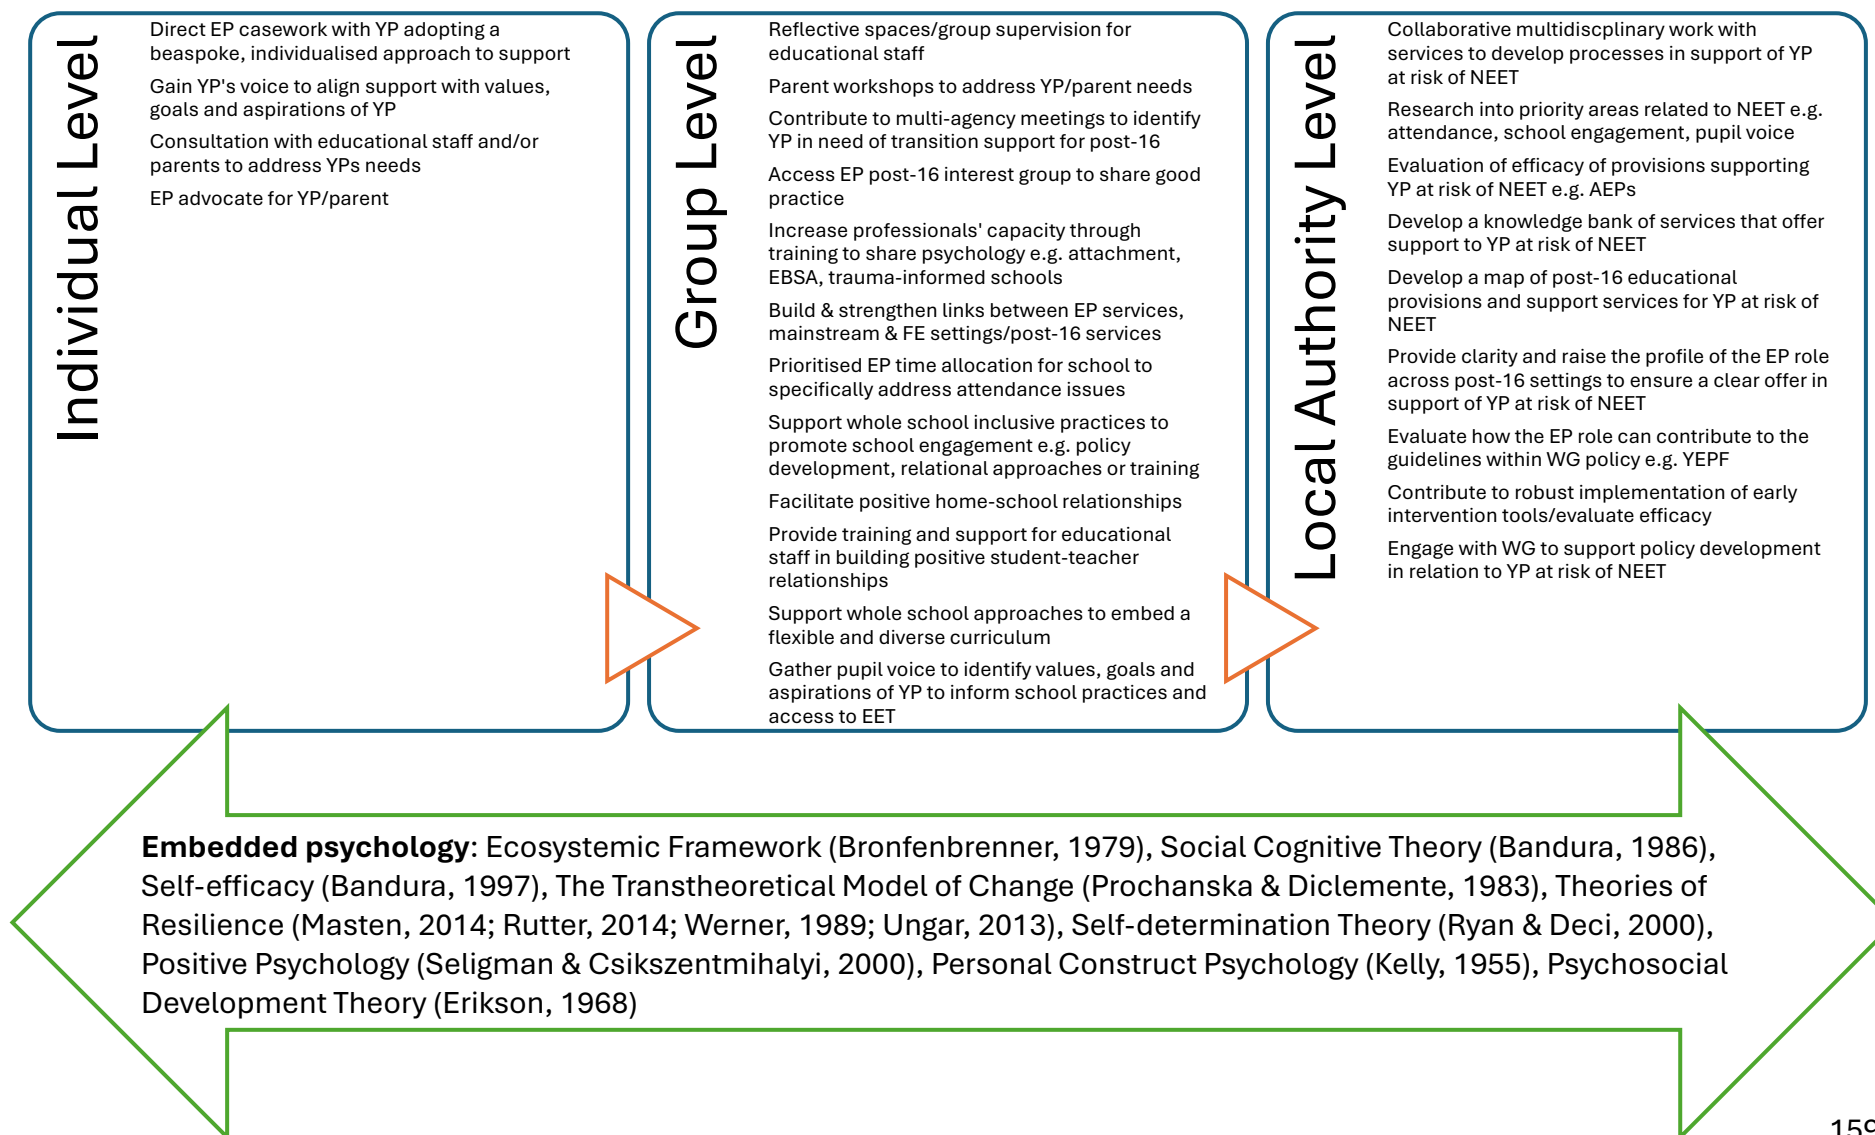 Individual Level
Direct EP casework with YP adopting a
beaspoke, individualised approach to support
Gain YP's voice to align support with values,
goals and aspirations of YP
Consultation with educational staff and/or
parents to address YPs needs
EP advocate for YP/parent
Group Level
Reflective spaces/group supervision for
educational staff
Parent workshops to address YP/parent needs
Contribute to multi-agency meetings to identify
YP in need of transition support for post-16
Access EP post-16 interest group to share good
practice
Increase professionals' capacity through
training to share psychology e.g. attachment,
EBSA, trauma-informed schools
Build & strengthen links between EP services,
mainstream & FE settings/post-16 services
Prioritised EP time allocation for school to
specifically address attendance issues
Support whole school inclusive practices to
promote school engagement e.g. policy
development, relational approaches or training
Facilitate positive home-school relationships
Provide training and support for educational
staff in building positive student-teacher
relationships
Support whole school approaches to embed a
flexible and diverse curriculum
Gather pupil voice to identify values, goals and
aspirations of YP to inform school practices and
access to EET
Local Authority Level
Collaborative multidiscplinary work with
services to develop processes in support of YP
at risk of NEET
Research into priority areas related to NEET e.g.
attendance, school engagement, pupil voice
Evaluation of efficacy of provisions supporting
YP at risk of NEET e.g. AEPs
Develop a knowledge bank of services that offer
support to YP at risk of NEET
Develop a map of post-16 educational
provisions and support services for YP at risk of
NEET
Provide clarity and raise the profile of the EP role
across post-16 settings to ensure a clear offer in
support of YP at risk of NEET
Evaluate how the EP role can contribute to the
guidelines within WG policy e.g. YEPF
Contribute to robust implementation of early
intervention tools/evaluate efficacy
Engage with WG to support policy development
in relation to YP at risk of NEET
Embedded psychology: Ecosystemic Framework (Bronfenbrenner, 1979), Social Cognitive Theory (Bandura, 1986),
Self-efficacy (Bandura, 1997), The Transtheoretical Model of Change (Prochanska & Diclemente, 1983), Theories of
Resilience (Masten, 2014; Rutter, 2014; Werner, 1989; Ungar, 2013), Self-determination Theory (Ryan & Deci, 2000),
Positive Psychology (Seligman & Csikszentmihalyi, 2000), Personal Construct Psychology (Kelly, 1955), Psychosocial
Development Theory (Erikson, 1968)
159